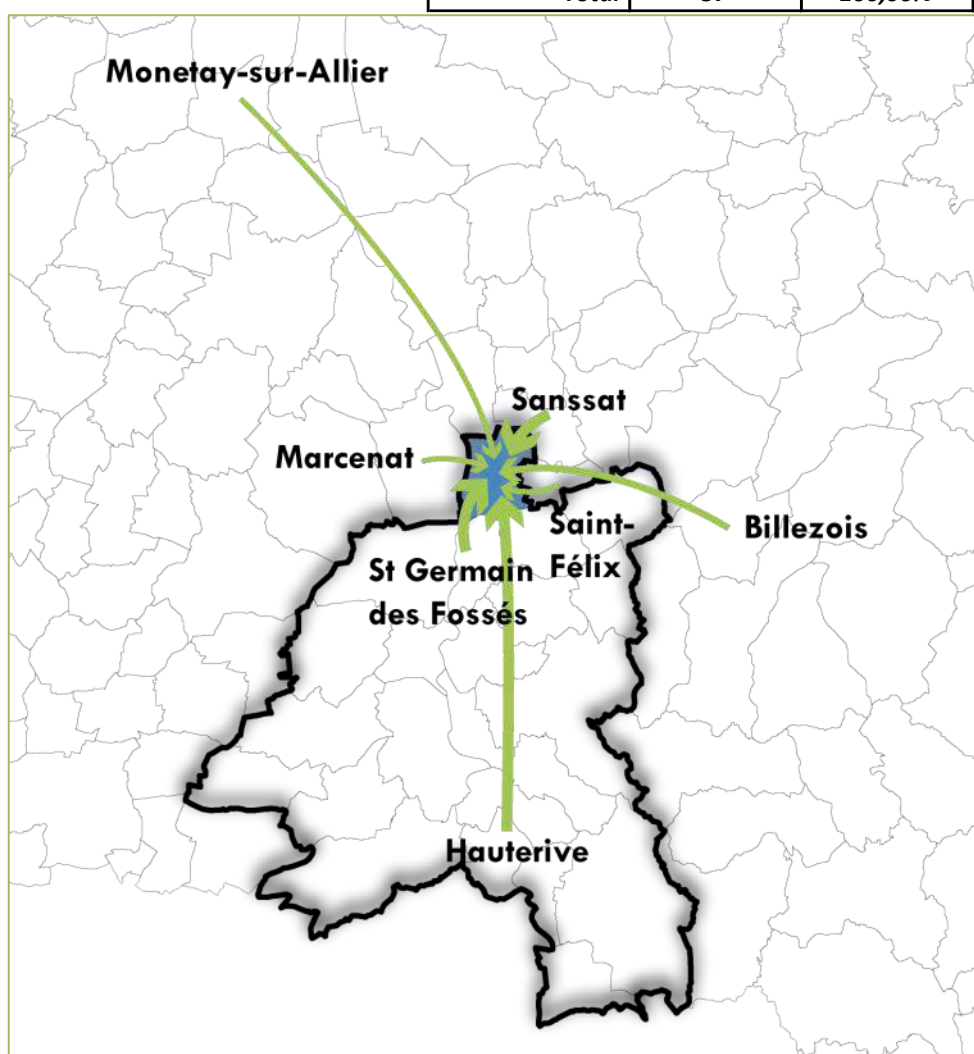 Monetay-sur-Allier
Sanssat
Marcenat
Billezois
Saint-
Félix
St Germain
des Fossés
Hauterive